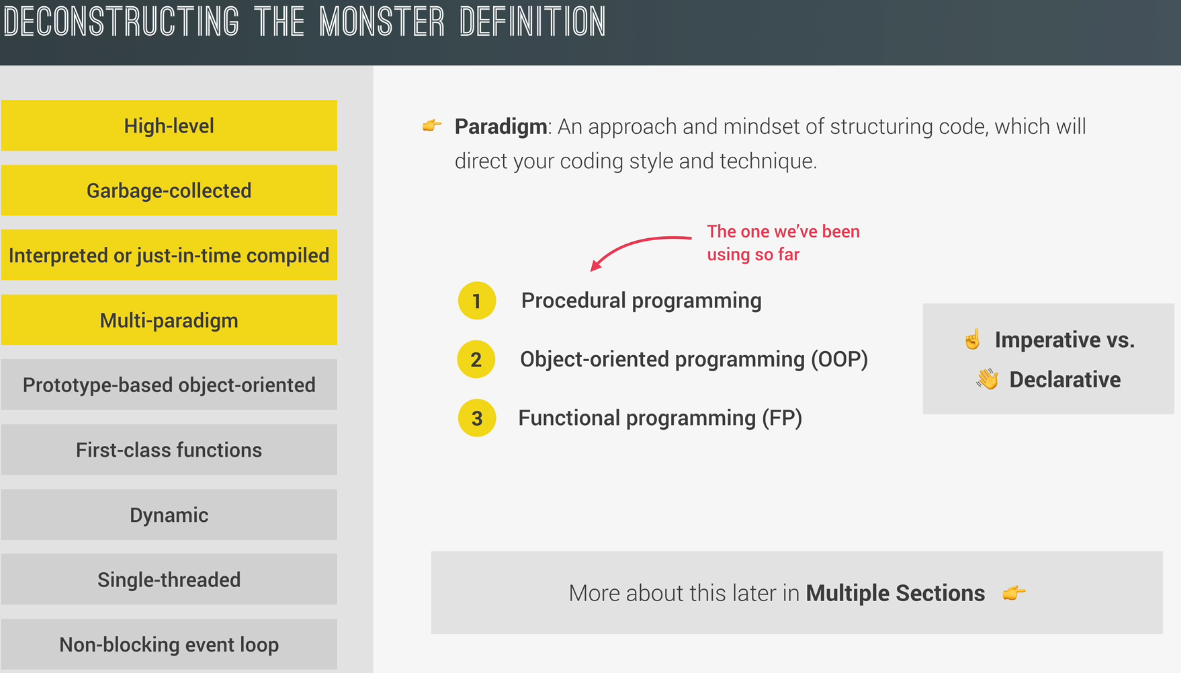 DECONSTRUCTING THE MONSTER DEFINITION
High-level
Garbage-collected
Interpreted or just-in-time compiled
Multi-paradigm
Prototype-based object-oriented
First-class functions
Dynamic
Single-threaded
Non-blocking event loop
👉 Paradigm: An approach and mindset of structuring code, which will
direct your coding style and technique.
The one we’ve been
using so far
1 Procedural programming
2 Object-oriented programming (OOP)
3 Functional programming (FP)
☝️ Imperative vs.
👋 Declarative
More about this later in Multiple Sections 👉